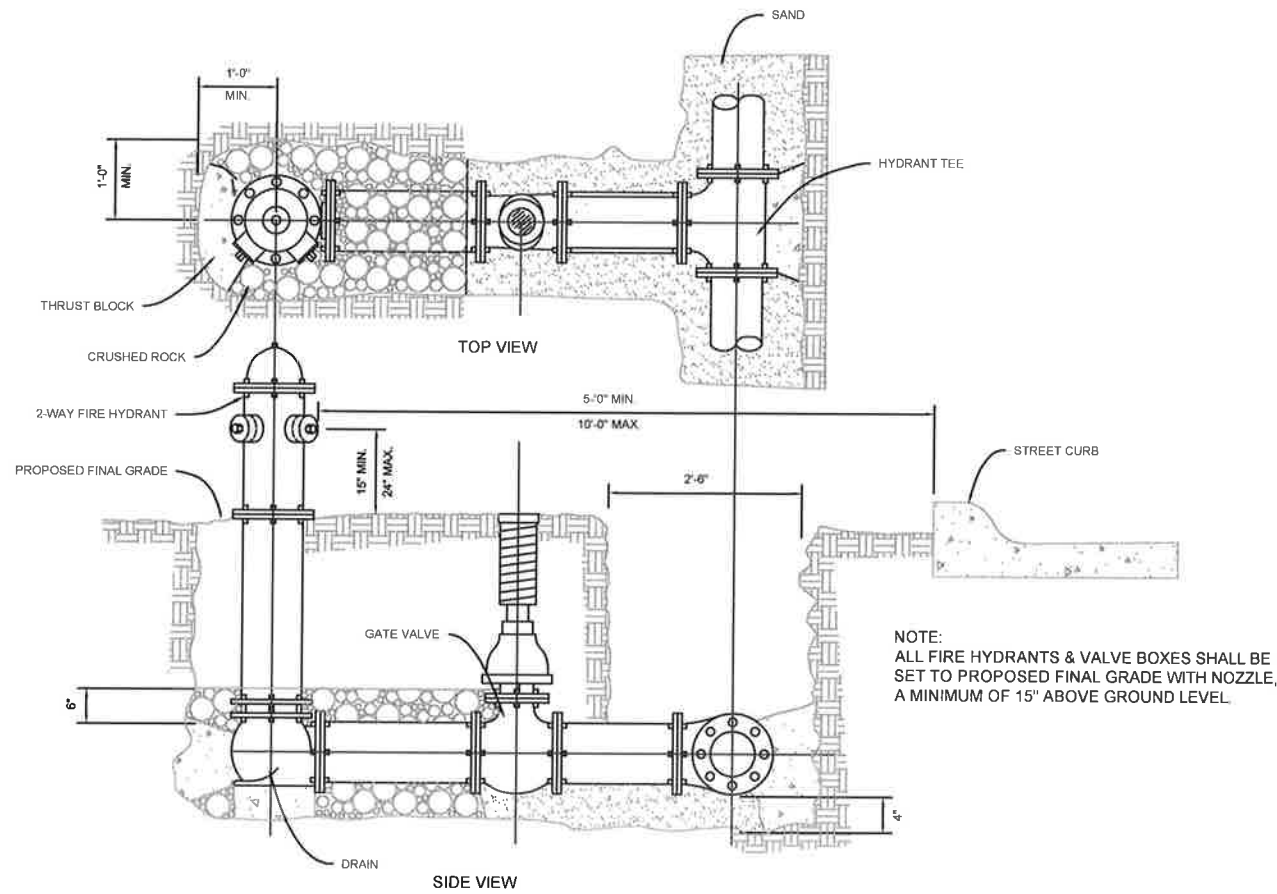 SAND
1'-0"
MIN.
1'-0"
MIN.
HYDRANT TEE
THRUST BLOCK
CRUSHED ROCK
TOP VIEW
2-WAY FIRE HYDRANT
5-'0" MIN.
10'-0" MAX.
STREET CURB
PROPOSED FINAL GRADE
15" MIN.
24" MAX.
2'-6"
GATE VALVE
NOTE:
ALL FIRE HYDRANTS & VALVE BOXES SHALL BE
SET TO PROPOSED FINAL GRADE WITH NOZZLE,
A MINIMUM OF 15" ABOVE GROUND LEVEL.
6"
4"
DRAIN
SIDE VIEW